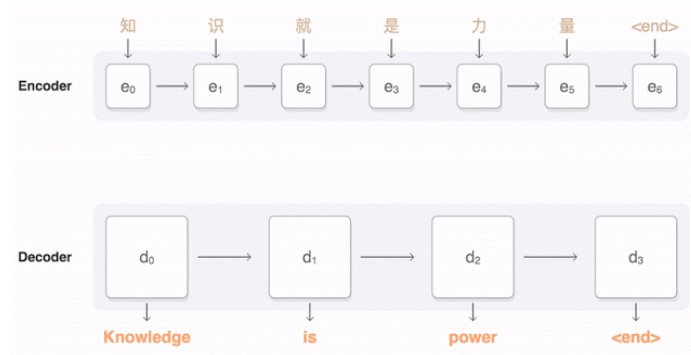 知 识 就 是 力 量 <end>
Encoder e₀ e₁ e₂ e₃ e₄ e₅ e₆
Decoder d₀ d₁ d₂ d₃
Knowledge is power <end>